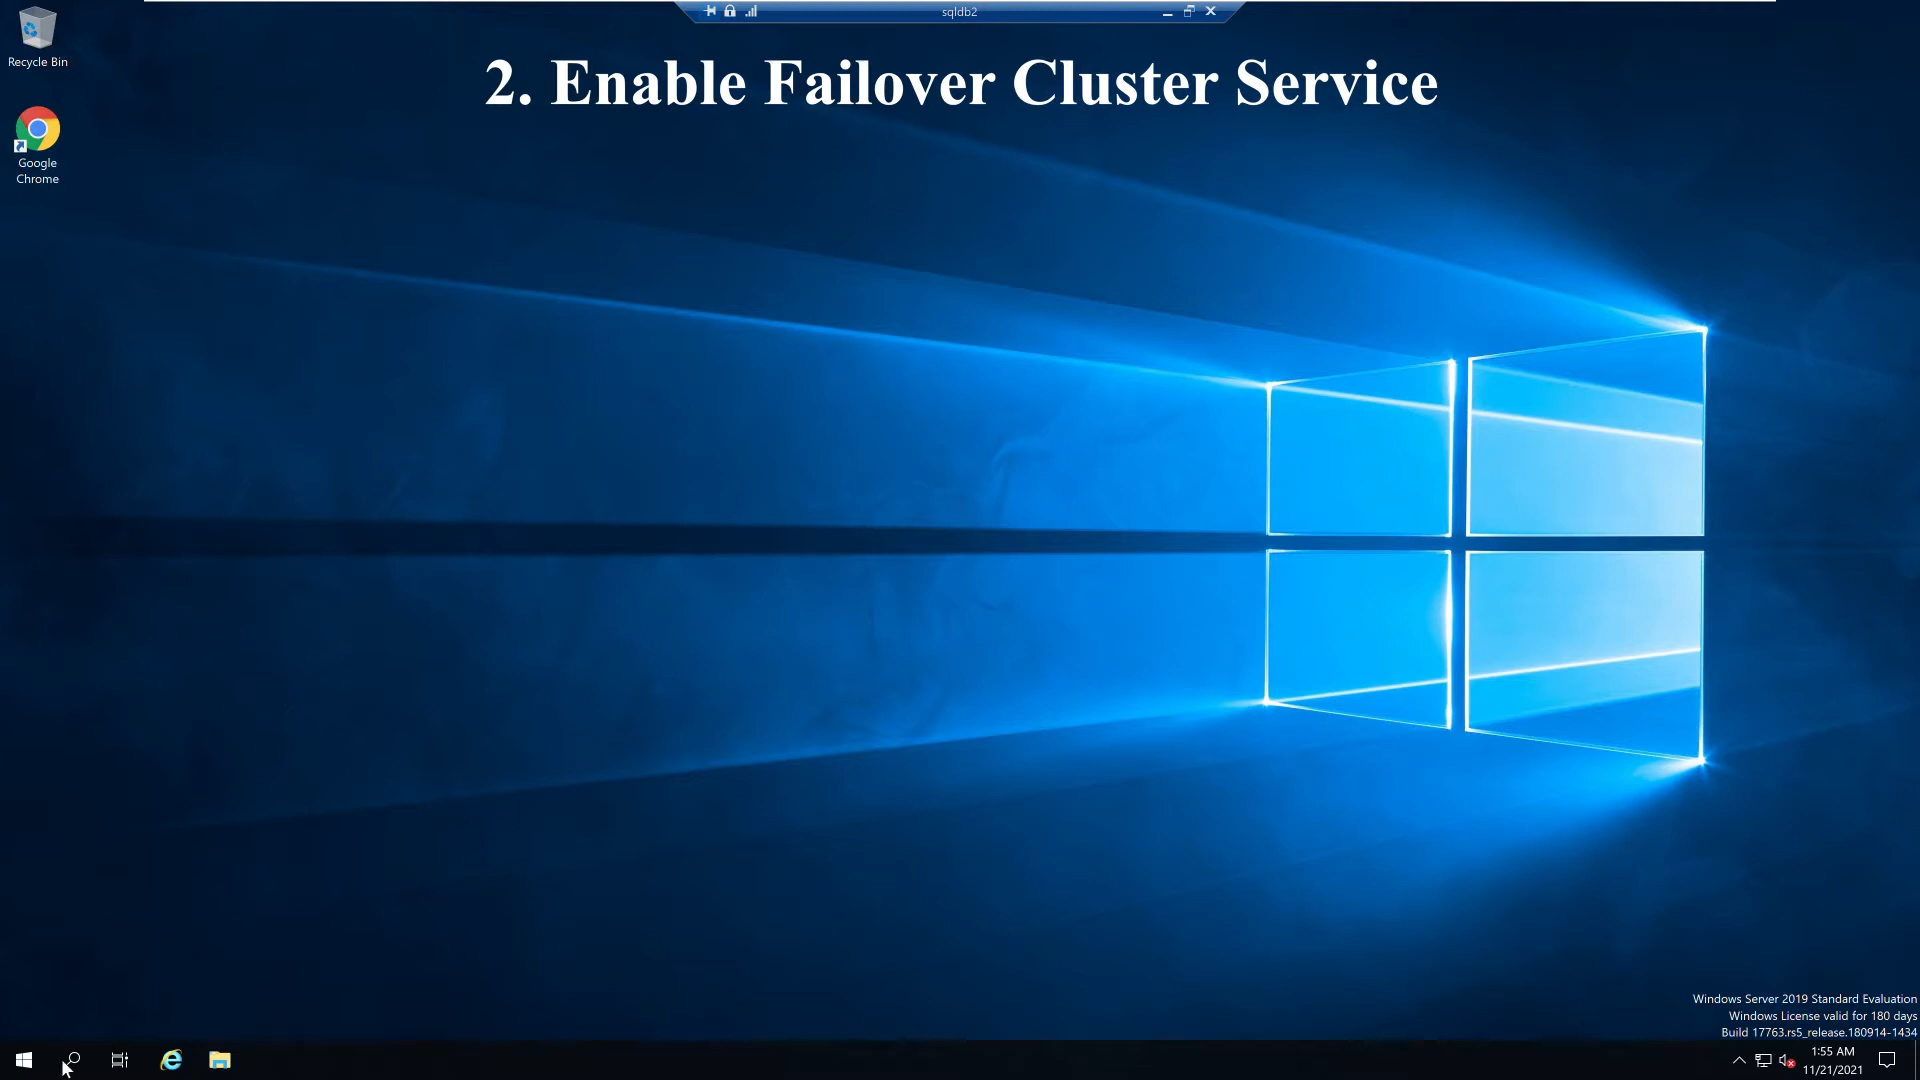 sqldb2
Recycle Bin
2. Enable Failover Cluster Service
Google
Chrome
Windows Server 2019 Standard Evaluation
Windows License valid for 180 days
Build 17763.rs5_release.180914-1434
1:55 AM
11/21/2021